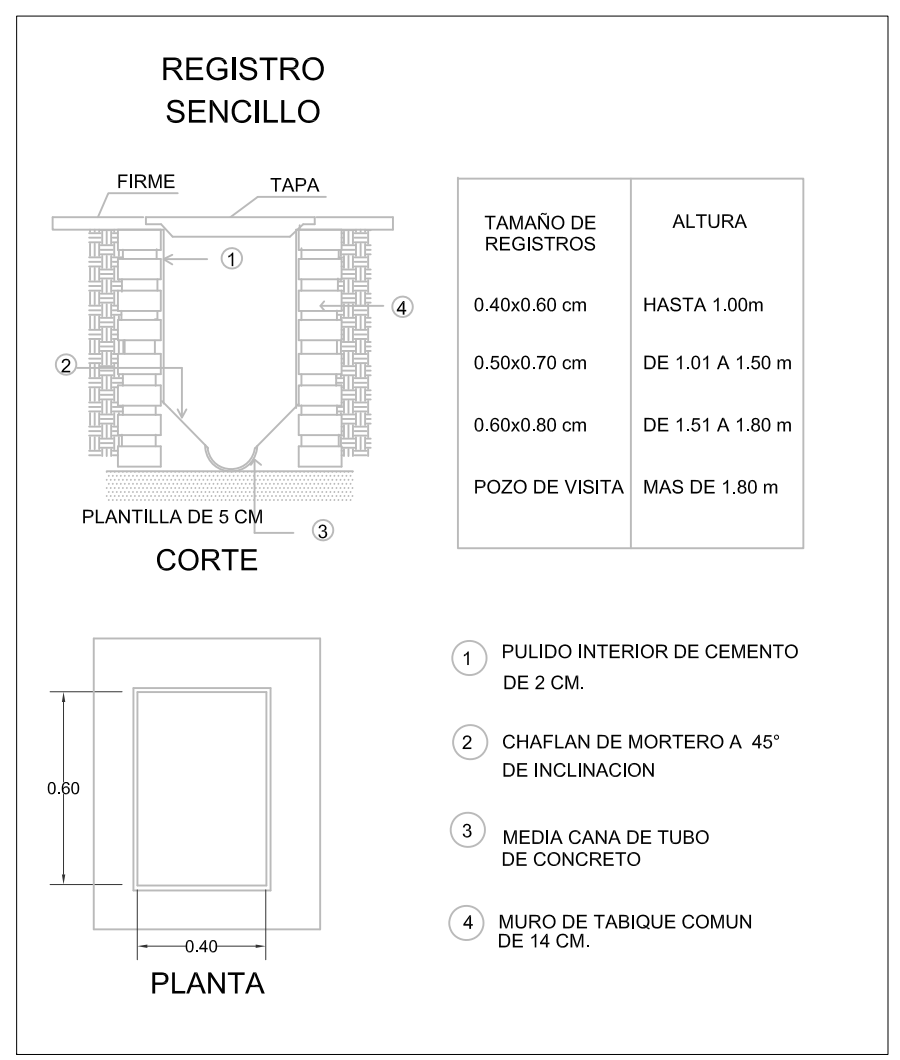 REGISTRO
SENCILLO
FIRME
TAPA
1
4
2
PLANTILLA DE 5 CM
3
CORTE
TAMAÑO DE
REGISTROS
ALTURA
0.40x0.60 cm
HASTA 1.00m
0.50x0.70 cm
DE 1.01 A 1.50 m
0.60x0.80 cm
DE 1.51 A 1.80 m
POZO DE VISITA
MAS DE 1.80 m
0.60
0.40
PLANTA
1 PULIDO INTERIOR DE CEMENTO
DE 2 CM.
2 CHAFLAN DE MORTERO A 45°
DE INCLINACION
3 MEDIA CANA DE TUBO
DE CONCRETO
4 MURO DE TABIQUE COMUN
DE 14 CM.